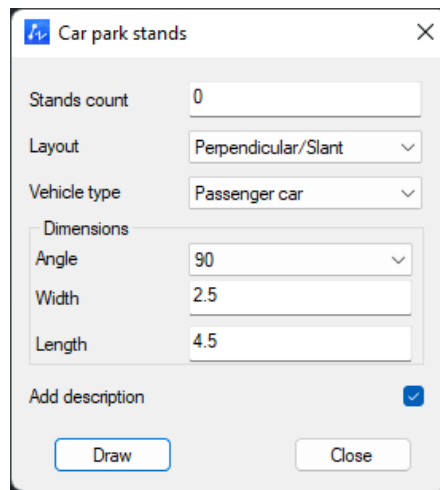 Car park stands
Stands count 0
Layout Perpendicular/Slant
Vehicle type Passenger car
Dimensions
Angle 90
Width 2.5
Length 4.5
Add description
Draw Close